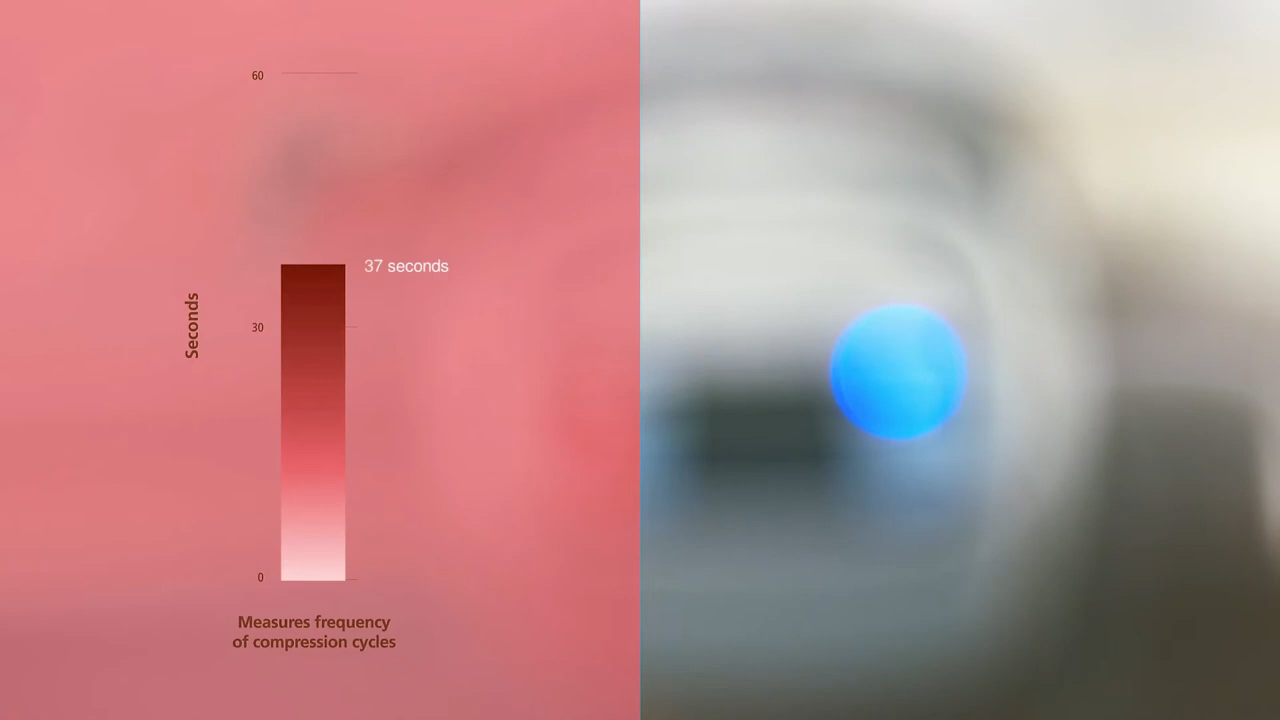 60
37 seconds
Seconds
30
0
Measures frequency
of compression cycles